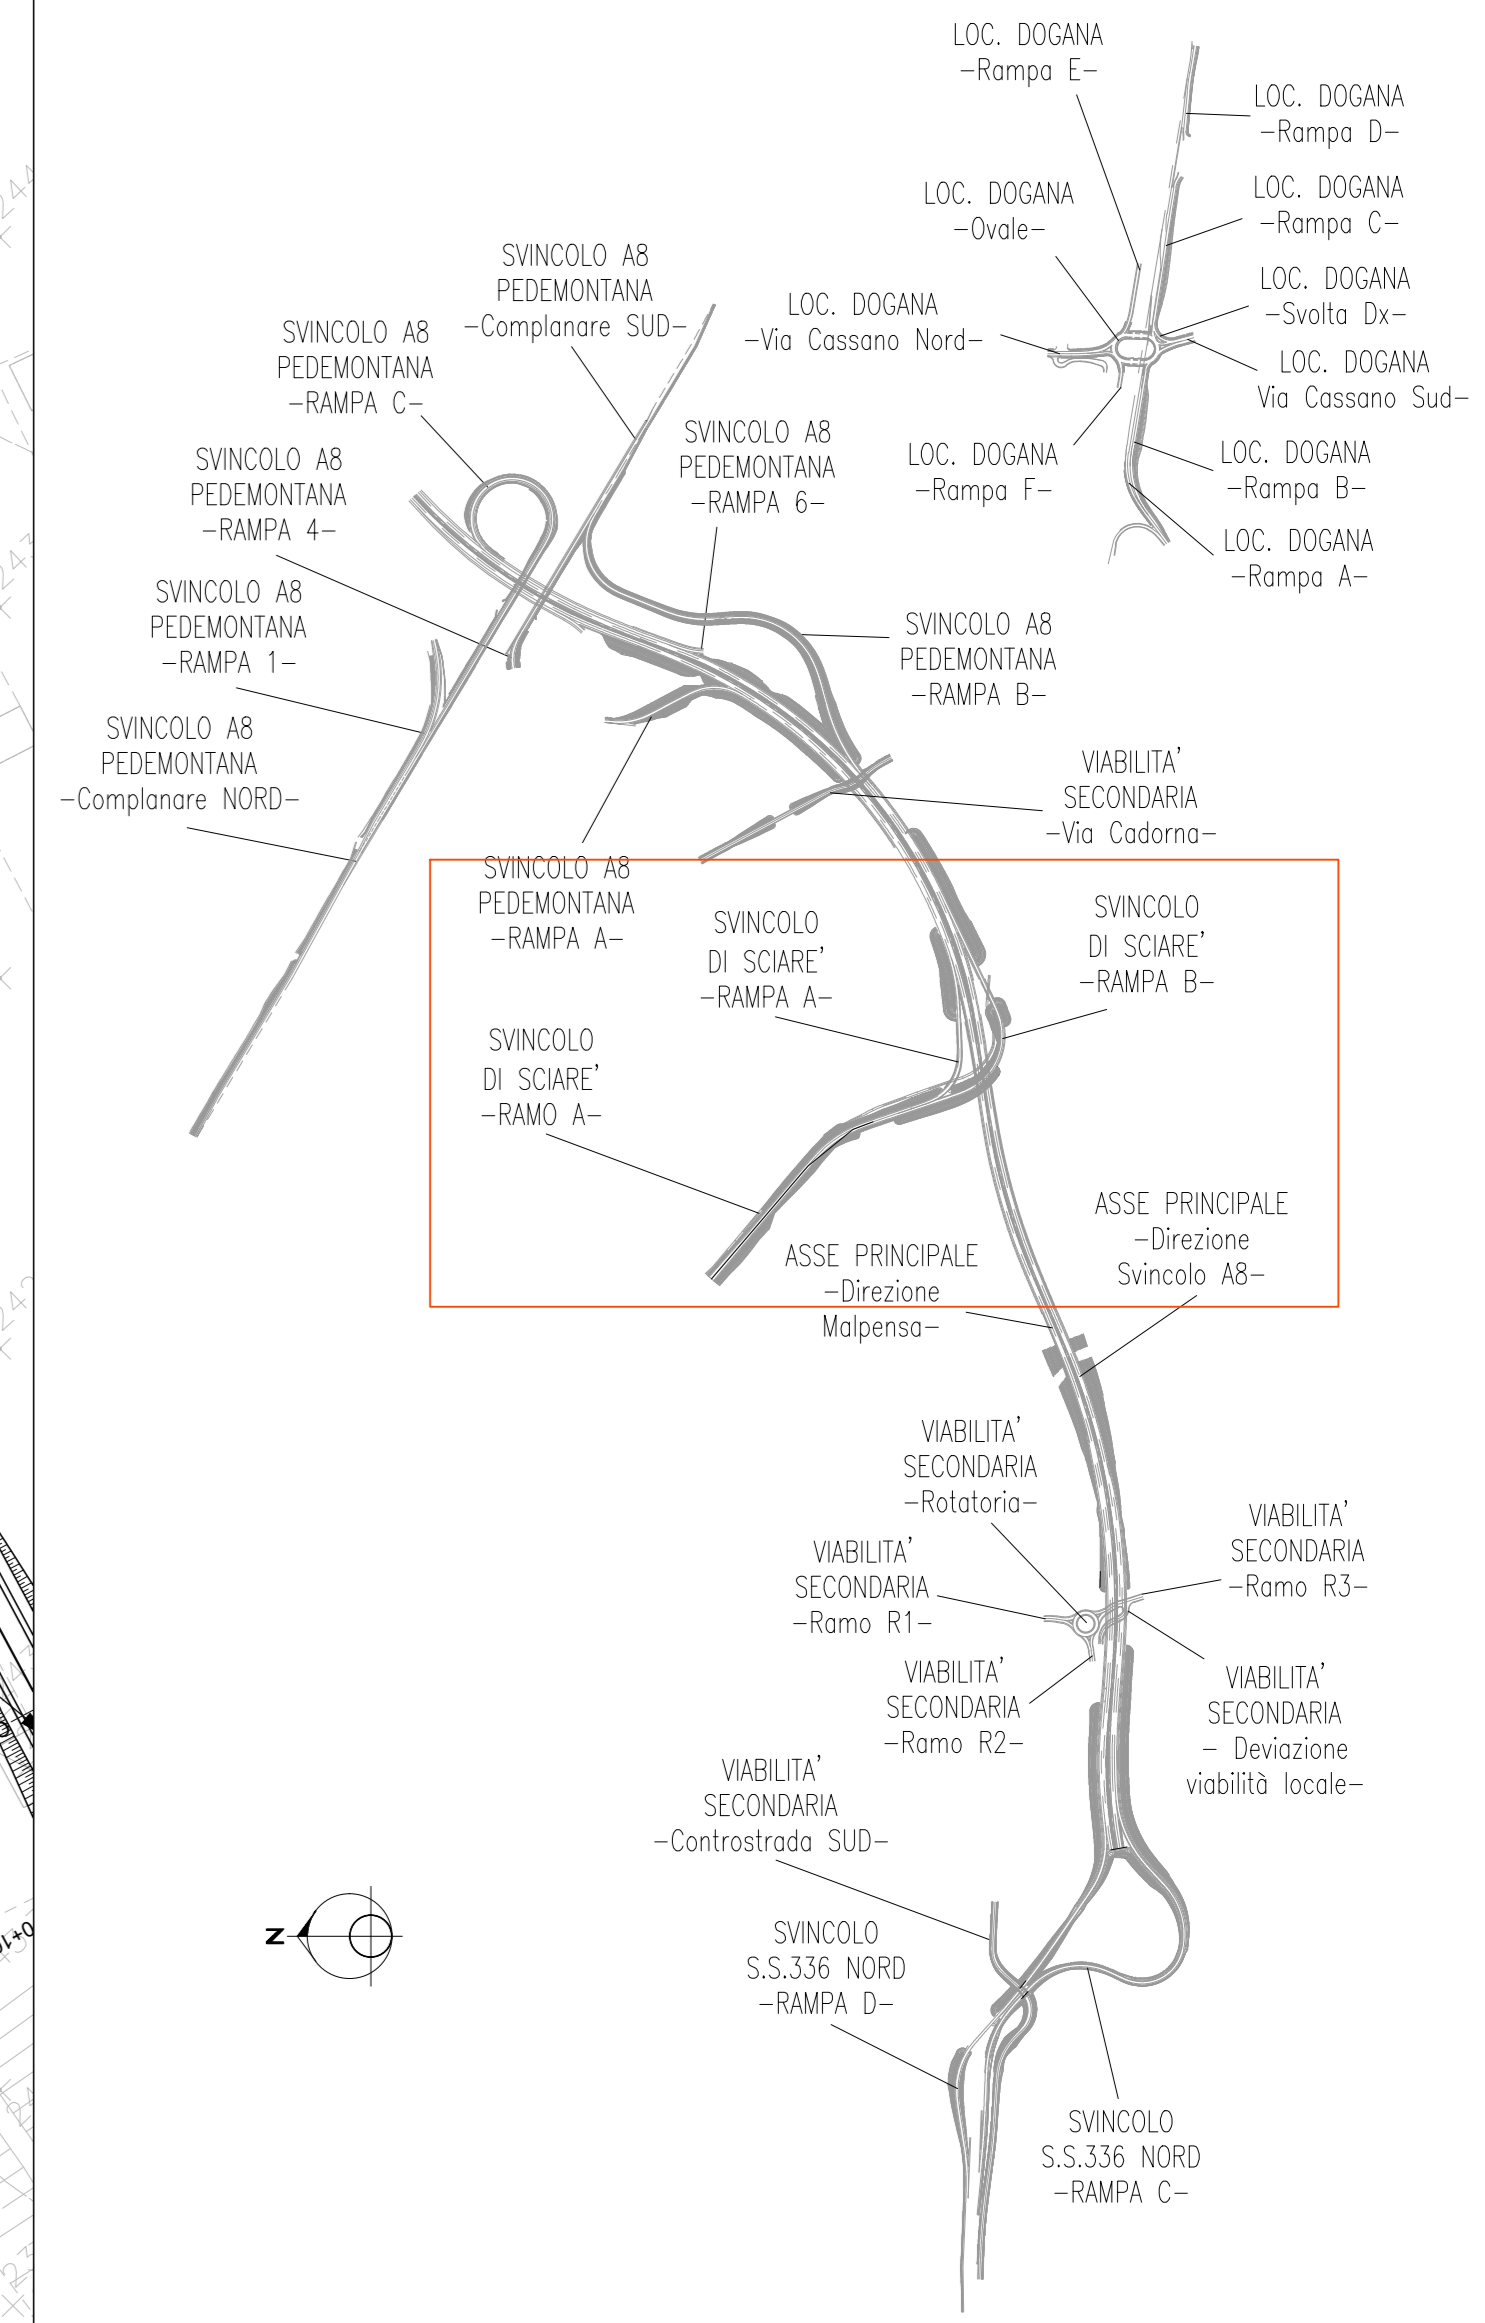 LOC. DOGANA
-Rampa E-
LOC. DOGANA
-Rampa D-
LOC. DOGANA
-Ovale-
LOC. DOGANA
-Rampa C-
SVINCOLO A8
PEDEMONTANA
-Complanare SUD-
LOC. DOGANA
-Svolta Dx-
LOC. DOGANA
-Via Cassano Nord-
SVINCOLO A8
PEDEMONTANA
-RAMPA C-
LOC. DOGANA
Via Cassano Sud-
SVINCOLO A8
PEDEMONTANA
-RAMPA 6-
LOC. DOGANA
-Rampa F-
LOC. DOGANA
-Rampa B-
SVINCOLO A8
PEDEMONTANA
-RAMPA 4-
LOC. DOGANA
-Rampa A-
SVINCOLO A8
PEDEMONTANA
-RAMPA 1-
SVINCOLO A8
PEDEMONTANA
-RAMPA B-
SVINCOLO A8
PEDEMONTANA
-Complanare NORD-
VIABILITA'
SECONDARIA
-Via Cadorna-
SVINCOLO A8
PEDEMONTANA
-RAMPA A-
SVINCOLO
DI SCIARE'
-RAMPA A-
SVINCOLO
DI SCIARE'
-RAMPA B-
SVINCOLO
DI SCIARE'
-RAMO A-
ASSE PRINCIPALE
-Direzione
Svincolo A8-
ASSE PRINCIPALE
-Direzione
Malpensa-
VIABILITA'
SECONDARIA
-Rotatoria-
VIABILITA'
SECONDARIA
-Ramo R3-
VIABILITA'
SECONDARIA
-Ramo R1-
VIABILITA'
SECONDARIA
-Ramo R2-
VIABILITA'
SECONDARIA
- Deviazione
viabilità locale-
VIABILITA'
SECONDARIA
-Controstrada SUD-
N
SVINCOLO
S.S.336 NORD
-RAMPA D-
SVINCOLO
S.S.336 NORD
-RAMPA C-
244
243
242